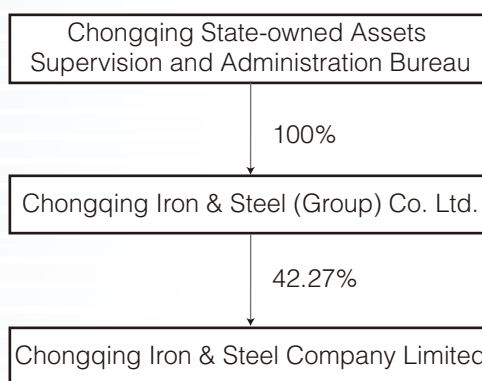 Chongqing State-owned Assets
Supervision and Administration Bureau
100%
Chongqing Iron & Steel (Group) Co. Ltd.
42.27%
Chongqing Iron & Steel Company Limited